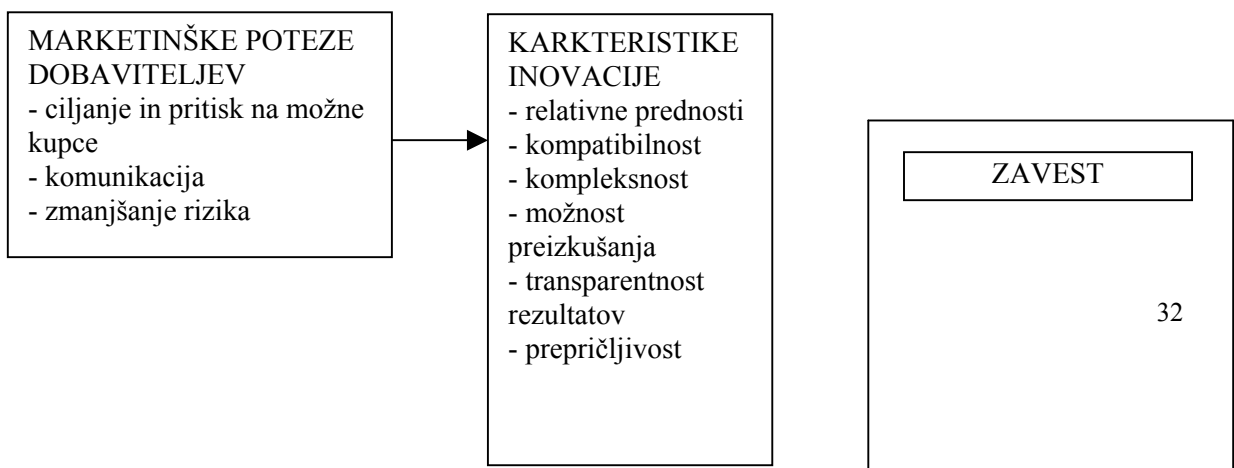 MARKETINŠKE POTEZE
DOBAVITELJEV
- ciljanje in pritisk na možne
kupce
- komunikacija
- zmanjšanje rizika
KARKTERISTIKE
INOVACIJE
- relativne prednosti
- kompatibilnost
- kompleksnost
- možnost
preizkušanja
- transparentnost
rezultatov
- prepričljivost
ZAVEST
32